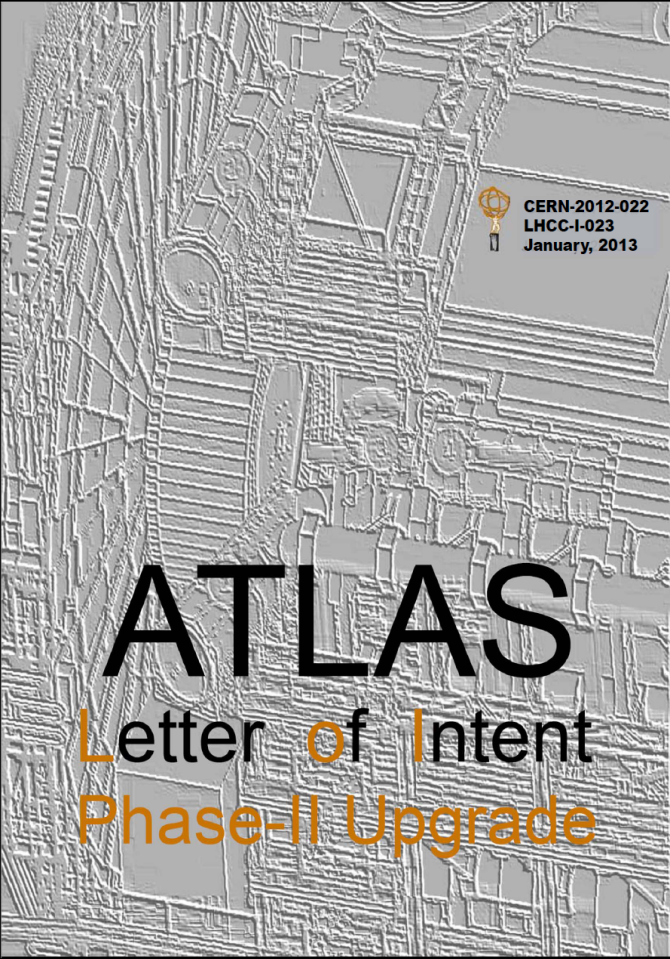 CERN-2012-022
LHCC-I-023
January, 2013
ATLAS
Letter of Intent
Phase-II Upgrade